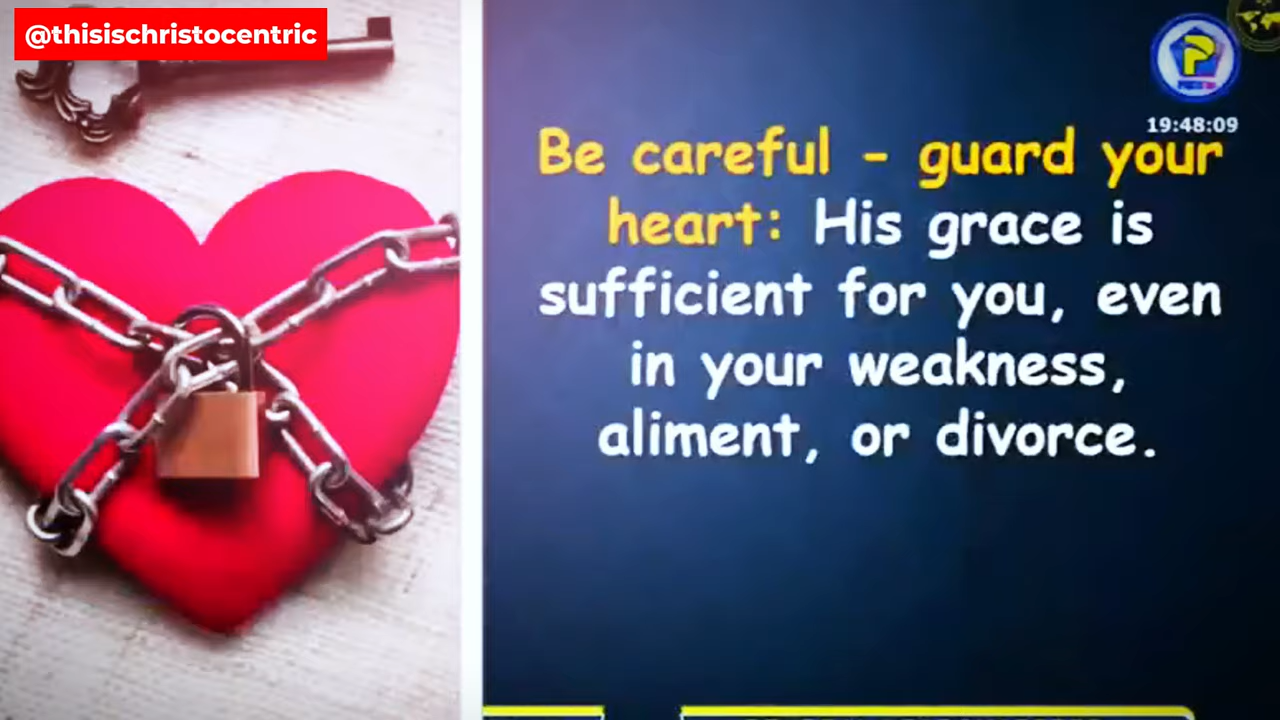 @thisischristocentric
19:48:09
Be careful - guard your
heart: His grace is
sufficient for you, even
in your weakness,
aliment, or divorce.